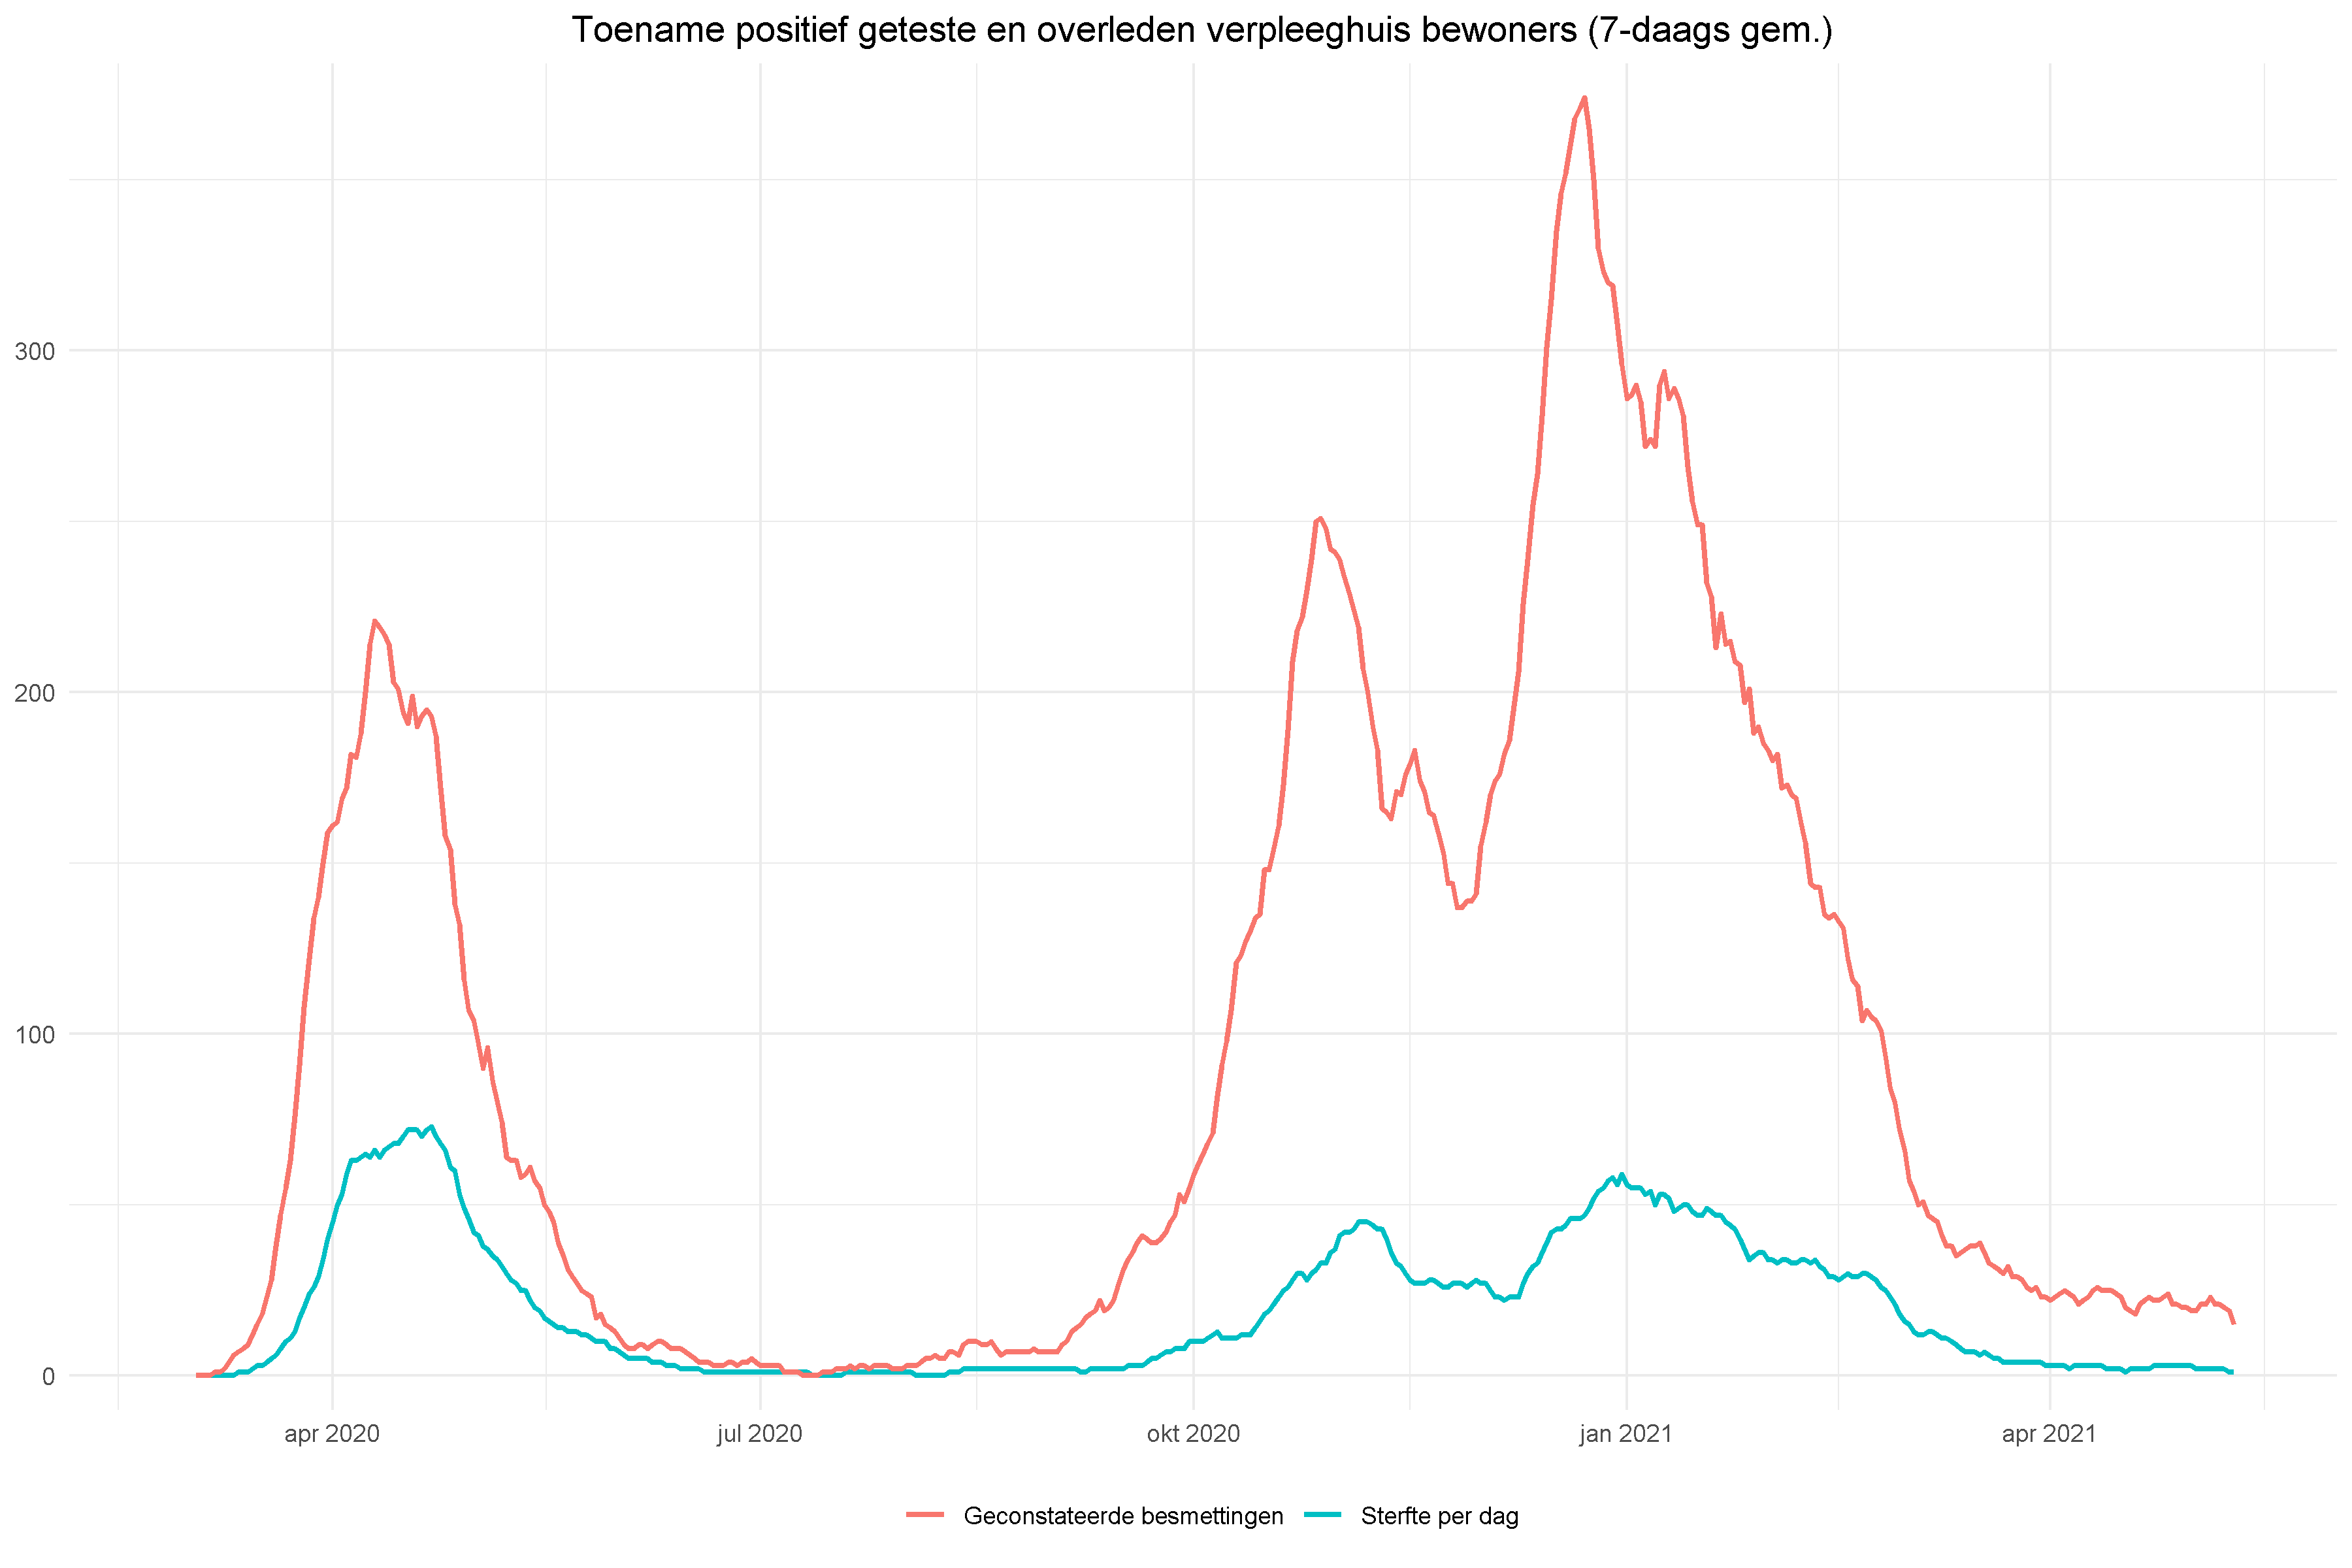 Toename positief geteste en overleden verpleeghuis bewoners (7-daags gem.)
300
200
100
0
apr 2020 jul 2020 okt 2020 jan 2021 apr 2021
Geconstateerde besmettingen Sterfte per dag